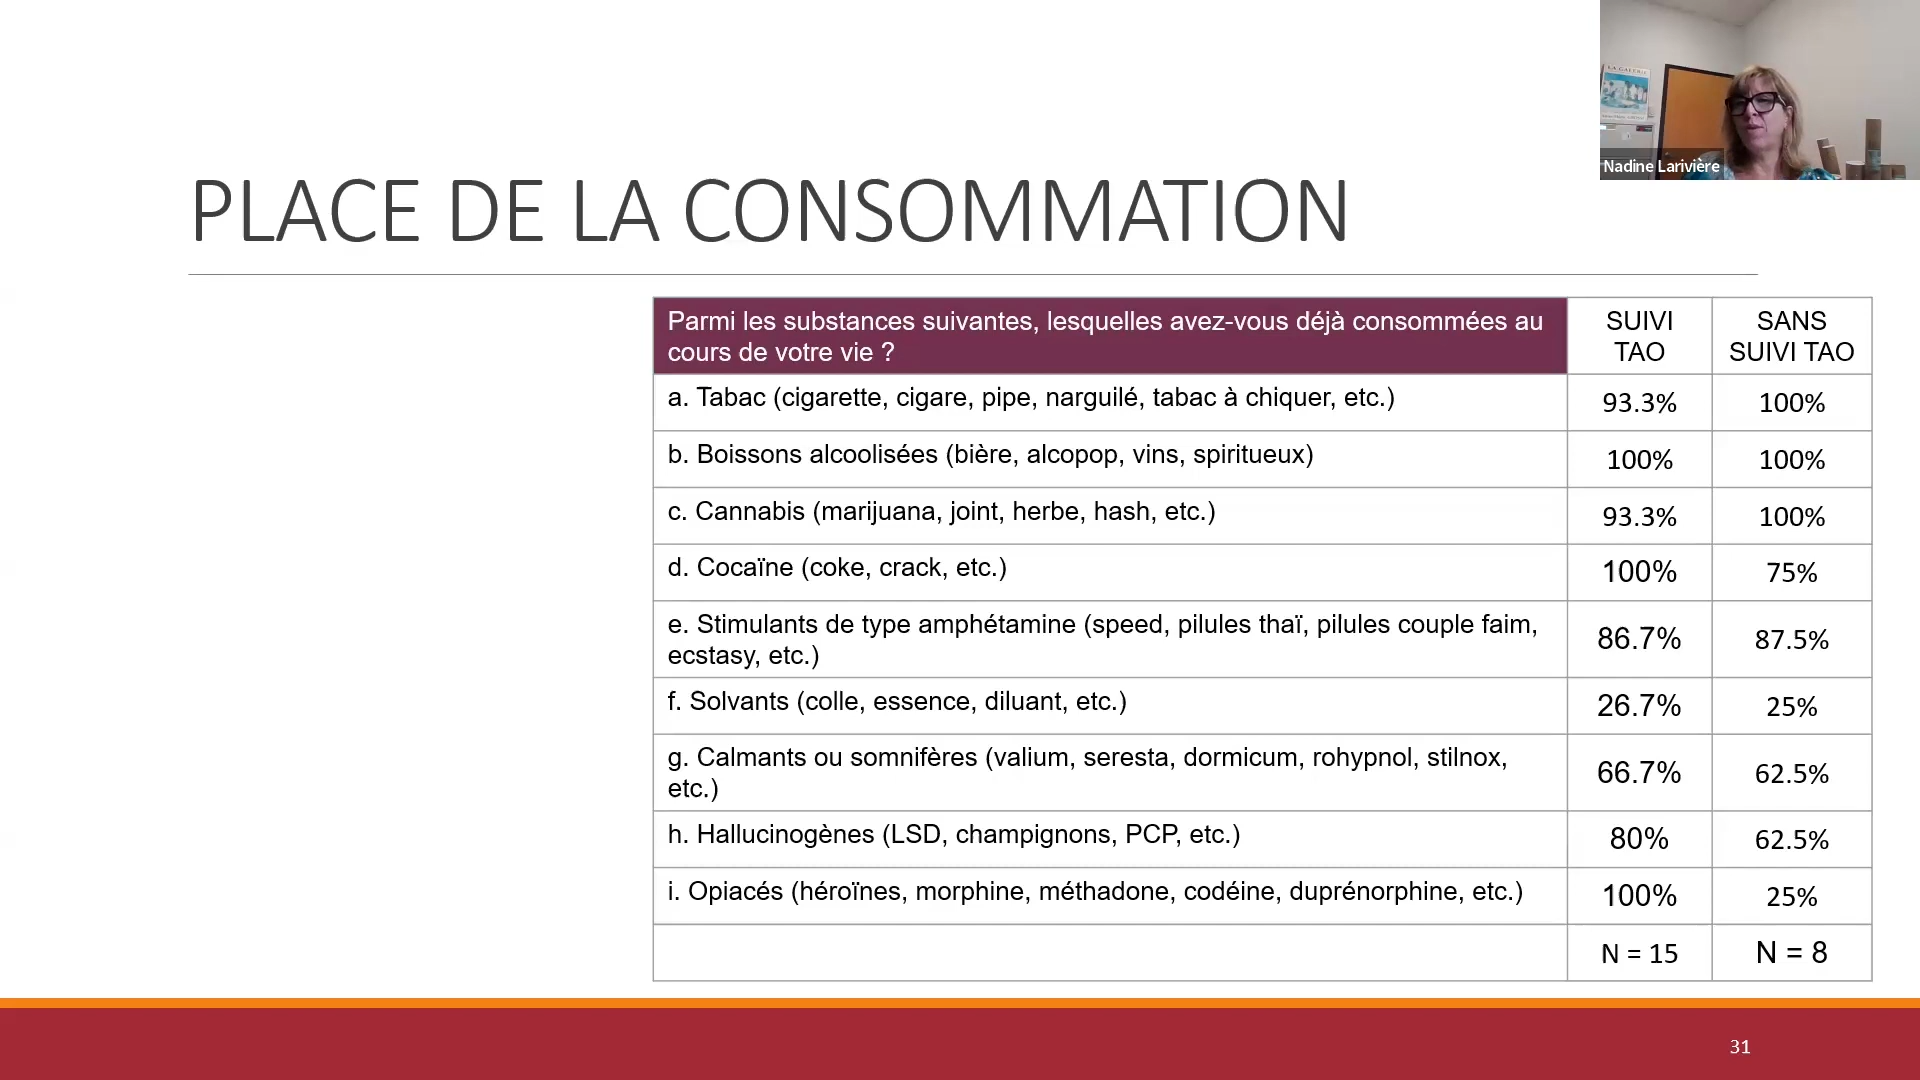 LA GALERIE
Nadine Larivière
PLACE DE LA CONSOMMATION
Parmi les substances suivantes, lesquelles avez-vous déjà consommées au
cours de votre vie ?
SUIVI
TAO
SANS
SUIVI TAO
a. Tabac (cigarette, cigare, pipe, narguilé, tabac à chiquer, etc.)
93.3%
100%
b. Boissons alcoolisées (bière, alcopop, vins, spiritueux)
100%
100%
c. Cannabis (marijuana, joint, herbe, hash, etc.)
93.3%
100%
d. Cocaïne (coke, crack, etc.)
100%
75%
e. Stimulants de type amphétamine (speed, pilules thaï, pilules couple faim,
ecstasy, etc.)
86.7%
87.5%
f. Solvants (colle, essence, diluant, etc.)
26.7%
25%
g. Calmants ou somnifères (valium, seresta, dormicum, rohypnol, stilnox,
etc.)
66.7%
62.5%
h. Hallucinogènes (LSD, champignons, PCP, etc.)
80%
62.5%
i. Opiacés (héroïnes, morphine, méthadone, codéine, duprénorphine, etc.)
100%
25%
N = 15
N = 8
31